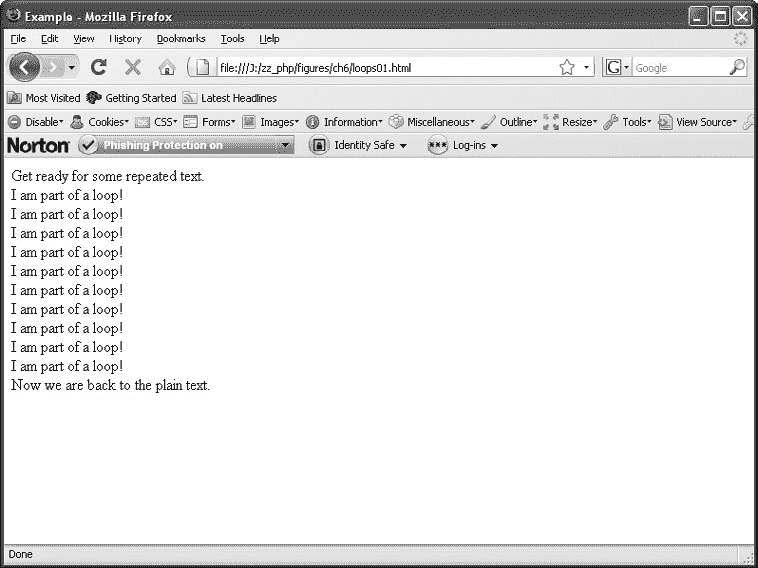 Example - Mozilla Firefox
File Edit View History Bookmarks Tools Help
file:///J:/zz_php/figures/ch6/loops01.html
G Google
Most Visited Getting Started Latest Headlines
Disable Cookies CSS Forms Images Information Miscellaneous Outline Resize Tools View Source
Norton Phishing Protection on Identity Safe Log-ins
Get ready for some repeated text.
I am part of a loop!
I am part of a loop!
I am part of a loop!
I am part of a loop!
I am part of a loop!
I am part of a loop!
I am part of a loop!
I am part of a loop!
I am part of a loop!
I am part of a loop!
Now we are back to the plain text.
Done